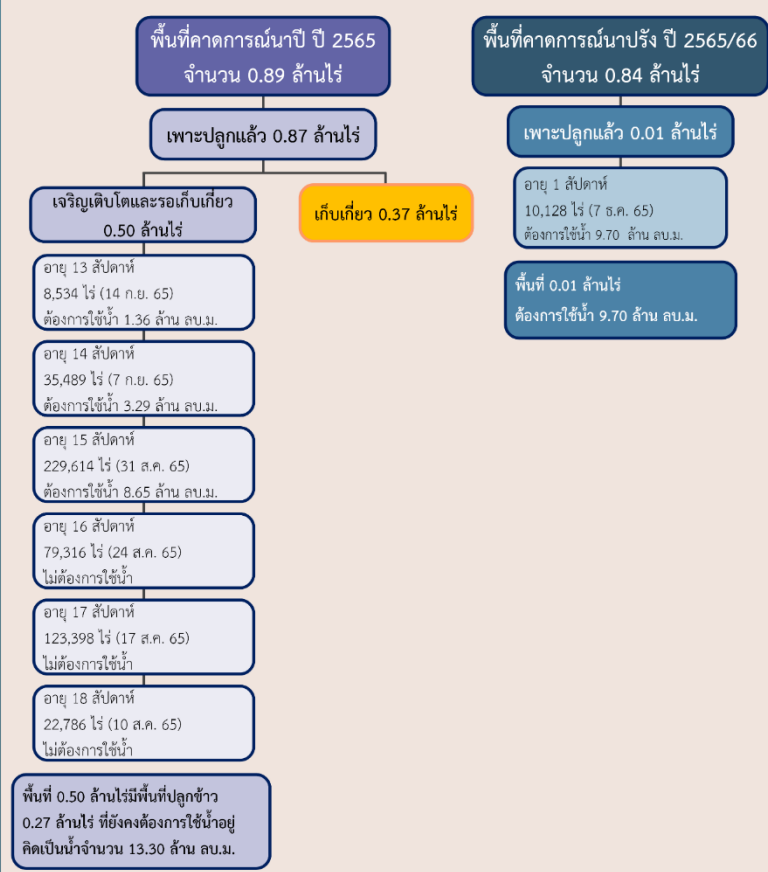 พื้นที่คาดการณ์นาปี ปี 2565
จำนวน 0.89 ล้านไร่
เพาะปลูกแล้ว 0.87 ล้านไร่
เจริญเติบโตและรอเก็บเกี่ยว
0.50 ล้านไร่
เก็บเกี่ยว 0.37 ล้านไร่
อายุ 13 สัปดาห์
8,534 ไร่ (14 ก.ย. 65)
ต้องการใช้น้ำ 1.36 ล้าน ลบ.ม.
อายุ 14 สัปดาห์
35,489 ไร่ (7 ก.ย. 65)
ต้องการใช้น้ำ 3.29 ล้าน ลบ.ม.
อายุ 15 สัปดาห์
229,614 ไร่ (31 ส.ค. 65)
ต้องการใช้น้ำ 8.65 ล้าน ลบ.ม.
อายุ 16 สัปดาห์
79,316 ไร่ (24 ส.ค. 65)
ไม่ต้องการใช้น้ำ
อายุ 17 สัปดาห์
123,398 ไร่ (17 ส.ค. 65)
ไม่ต้องการใช้น้ำ
อายุ 18 สัปดาห์
22,786 ไร่ (10 ส.ค. 65)
ไม่ต้องการใช้น้ำ
พื้นที่ 0.50 ล้านไร่มีพื้นที่ปลูกข้าว
0.27 ล้านไร่ ที่ยังคงต้องการใช้น้ำอยู่
คิดเป็นน้ำจำนวน 13.30 ล้าน ลบ.ม.
พื้นที่คาดการณ์นาปรัง ปี 2565/66
จำนวน 0.84 ล้านไร่
เพาะปลูกแล้ว 0.01 ล้านไร่
อายุ 1 สัปดาห์
10,128 ไร่ (7 ธ.ค. 65)
ต้องการใช้น้ำ 9.70 ล้าน ลบ.ม.
พื้นที่ 0.01 ล้านไร่
ต้องการใช้น้ำ 9.70 ล้าน ลบ.ม.